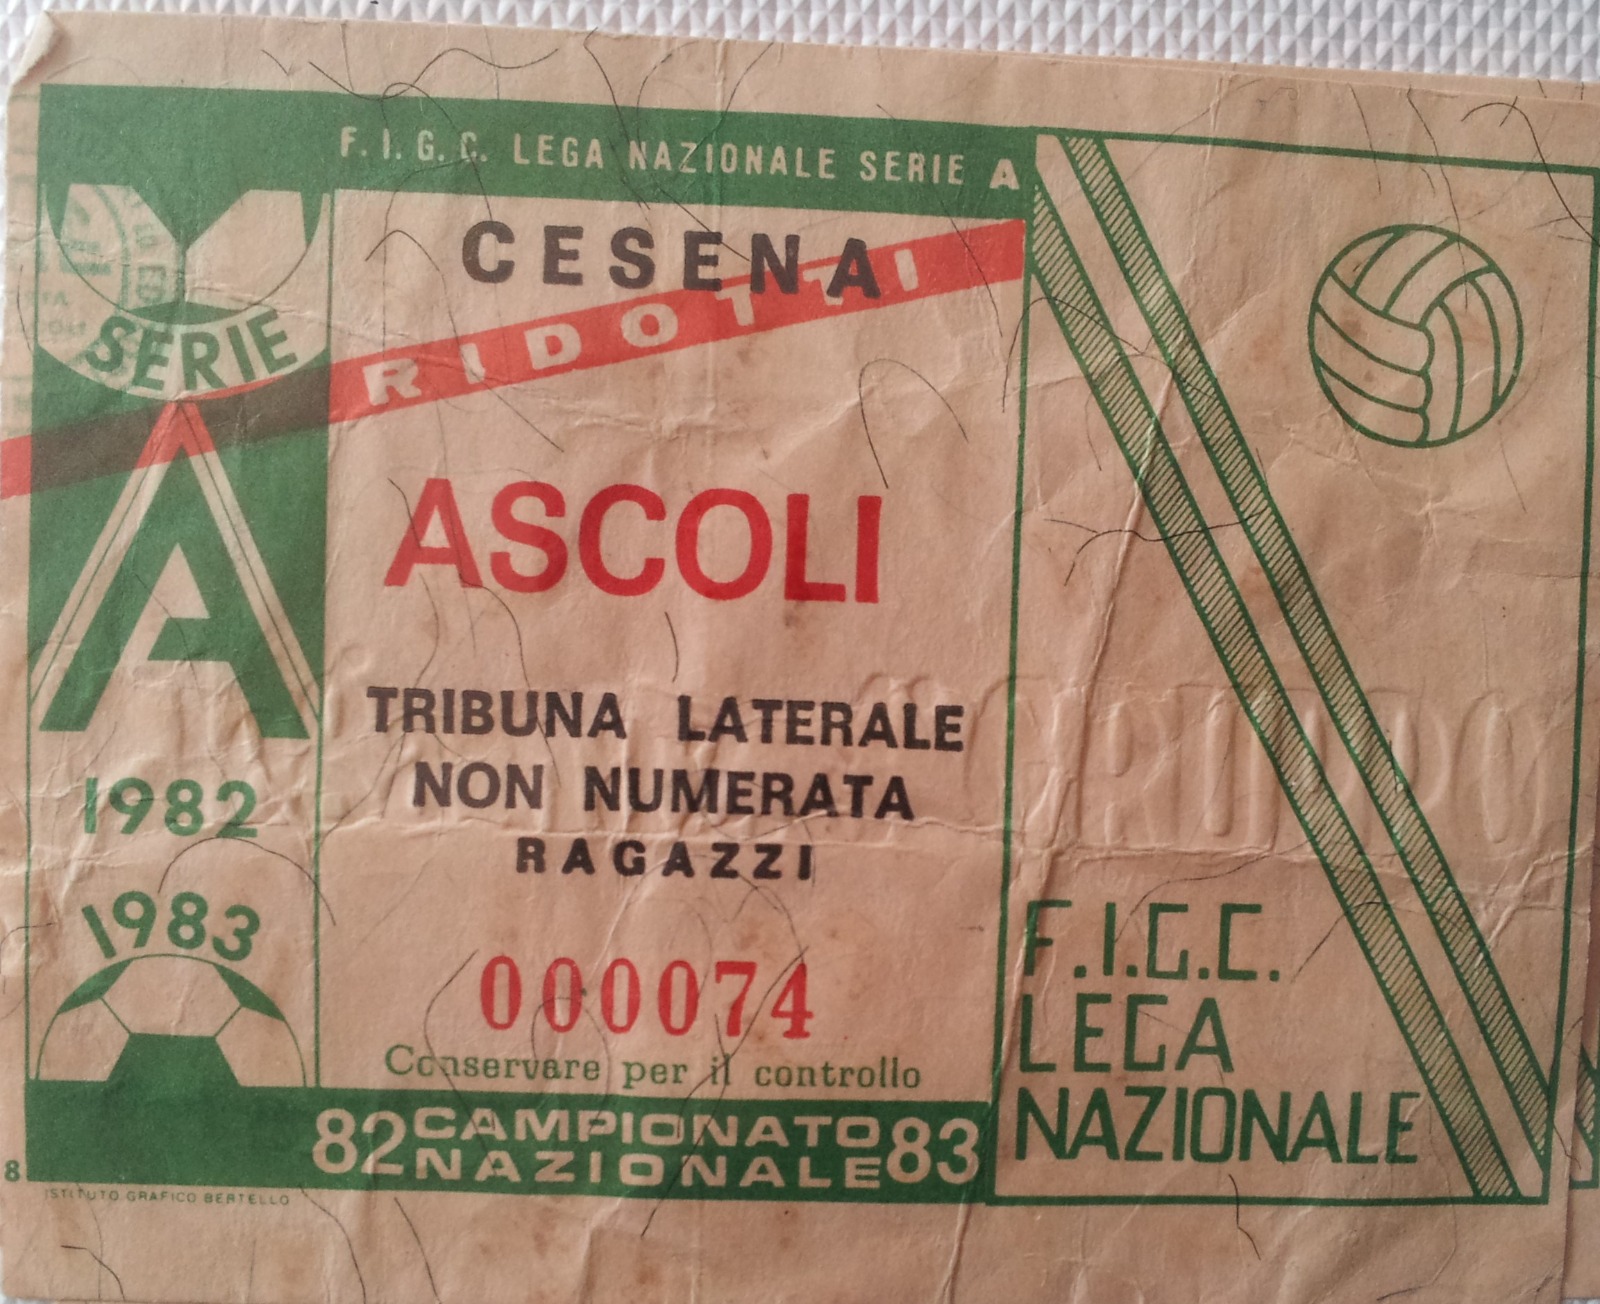 F.I.G.C. LEGA NAZIONALE SERIE A
CESENA
RIDOTTI
SERIE
A
ASCOLI
TRIBUNA LATERALE
NON NUMERATA
RAGAZZI
1982
1983
000074
Conservare per il controllo
82 CAMPIONATO NAZIONALE 83
8
ISTITUTO GRAFICO BERTELLO
F.I.G.C.
LEGA
NAZIONALE